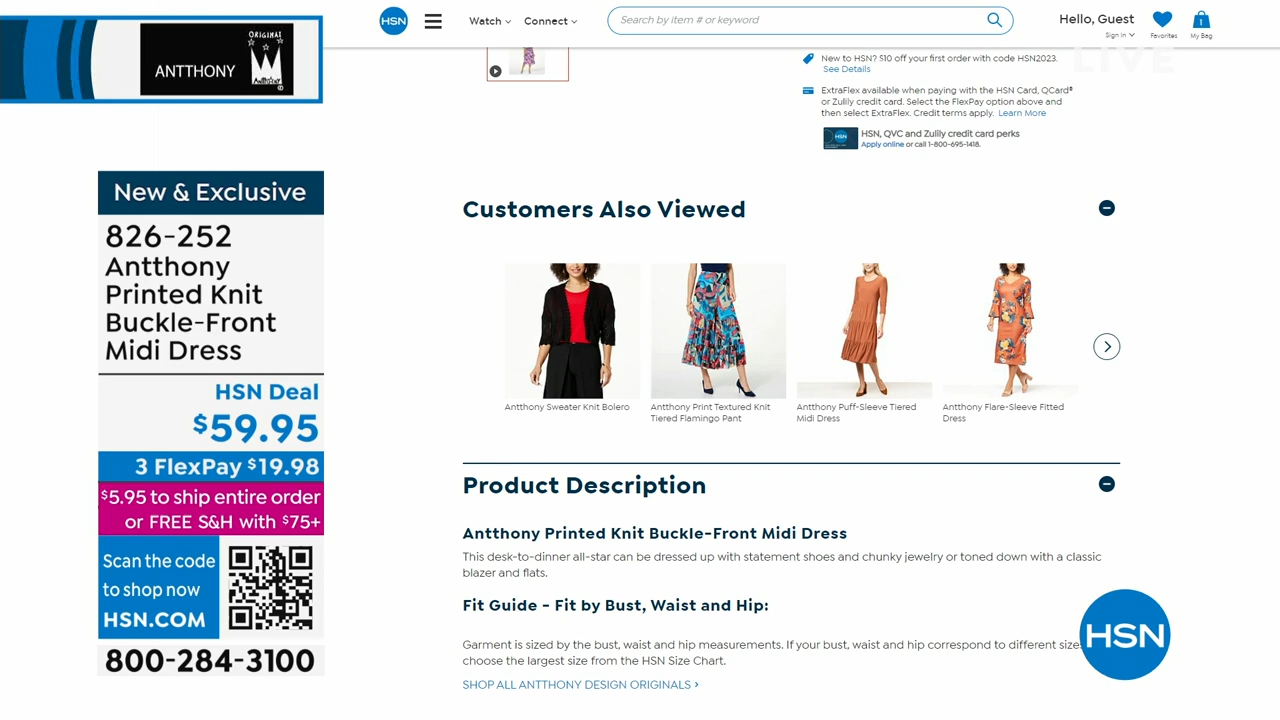 ANTTHONY
ORIGINAL
HSN
Watch
Connect
Search by item # or keyword
Hello, Guest
Sign In
Favorites
1
My Bag
LIVE
New to HSN? $10 off your first order with code HSN2023.
See Details
ExtraFlex available when paying with the HSN Card, QCard®
or Zulily credit card. Select the FlexPay option above and
then select ExtraFlex. Credit terms apply. Learn More
HSN
HSN, QVC and Zulily credit card perks
Apply online or call 1-800-695-1418.
New & Exclusive
826-252
Antthony
Printed Knit
Buckle-Front
Midi Dress
HSN Deal
$59.95
3 FlexPay $19.98
$5.95 to ship entire order
or FREE S&H with $75+
Scan the code
to shop now
HSN.COM
800-284-3100
Customers Also Viewed
Antthony Sweater Knit Bolero
Antthony Print Textured Knit
Tiered Flamingo Pant
Antthony Puff-Sleeve Tiered
Midi Dress
Antthony Flare-Sleeve Fitted
Dress
Product Description
Antthony Printed Knit Buckle-Front Midi Dress
This desk-to-dinner all-star can be dressed up with statement shoes and chunky jewelry or toned down with a classic
blazer and flats.
Fit Guide - Fit by Bust, Waist and Hip:
Garment is sized by the bust, waist and hip measurements. If your bust, waist and hip correspond to different size
choose the largest size from the HSN Size Chart.
SHOP ALL ANTTHONY DESIGN ORIGINALS >
HSN